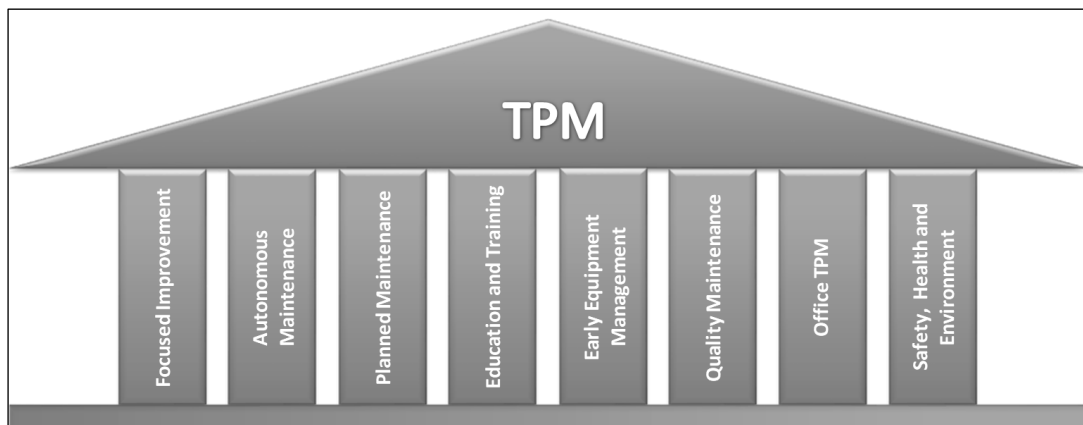 TPM
Focused Improvement
Autonomous
Maintenance
Planned Maintenance
Education and Training
Early Equipment
Management
Quality Maintenance
Office TPM
Safety, Health and
Environment